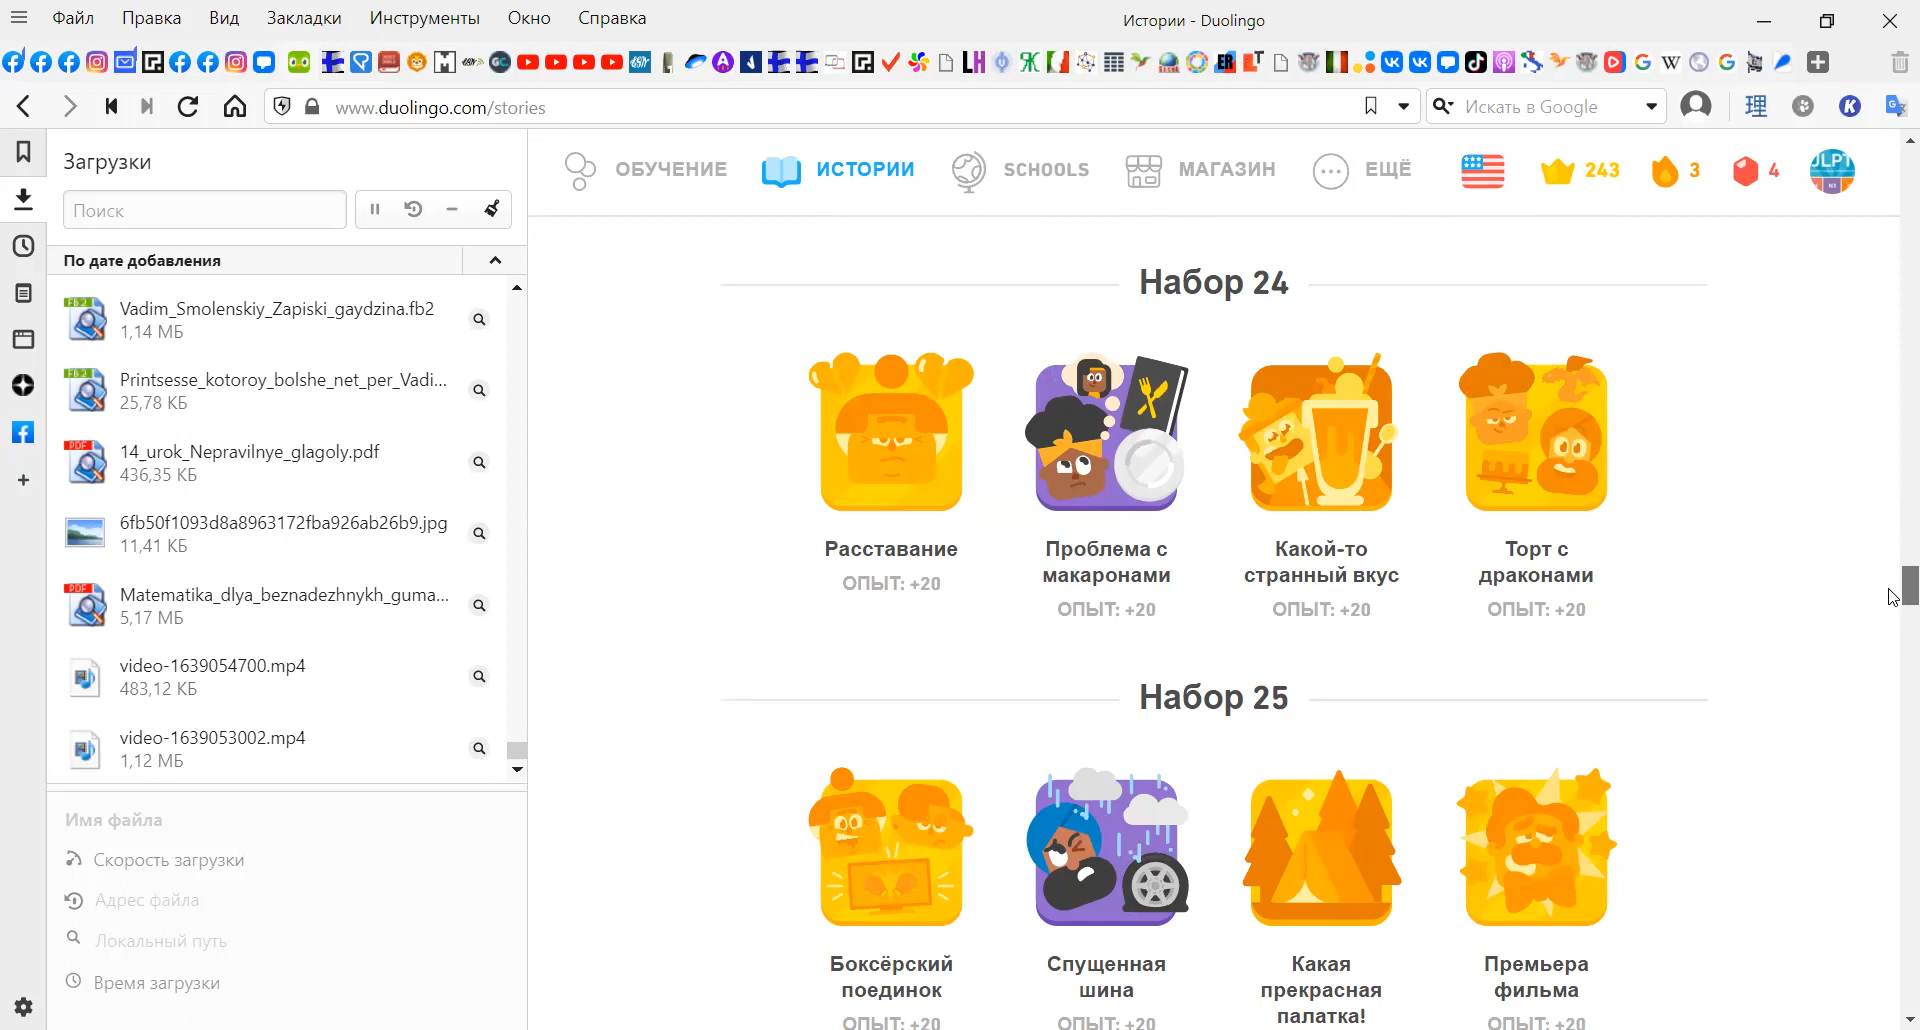 Файл Правка Вид Закладки Инструменты Окно Справка
Истории - Duolingo
www.duolingo.com/stories
Искать в Google
Загрузки
Поиск
По дате добавления
Vadim_Smolenskiy_Zapiski_gaydzina.fb2
1,14 МБ
Printsesse_kotoroy_bolshe_net_per_Vadi...
25,78 КБ
14_urok_Nepravilnye_glagoly.pdf
436,35 КБ
6fb50f1093d8a8963172fba926ab26b9.jpg
11,41 КБ
Matematika_dlya_beznadezhnykh_guma...
5,17 МБ
video-1639054700.mp4
483,12 КБ
video-1639053002.mp4
1,12 МБ
Имя файла
Скорость загрузки
Адрес файла
Локальный путь
Время загрузки
ОБУЧЕНИЕ ИСТОРИИ SCHOOLS МАГАЗИН ЕЩЁ 243 3 4
JLPT
N3
Набор 24
Расставание
ОПЫТ: +20
Проблема с
макаронами
ОПЫТ: +20
Какой-то
странный вкус
ОПЫТ: +20
Торт с
драконами
ОПЫТ: +20
Набор 25
Боксёрский
поединок
ОПЫТ: +20
Спущенная
шина
ОПЫТ: +20
Какая
прекрасная
палатка!
Премьера
фильма
ОПЫТ: +20